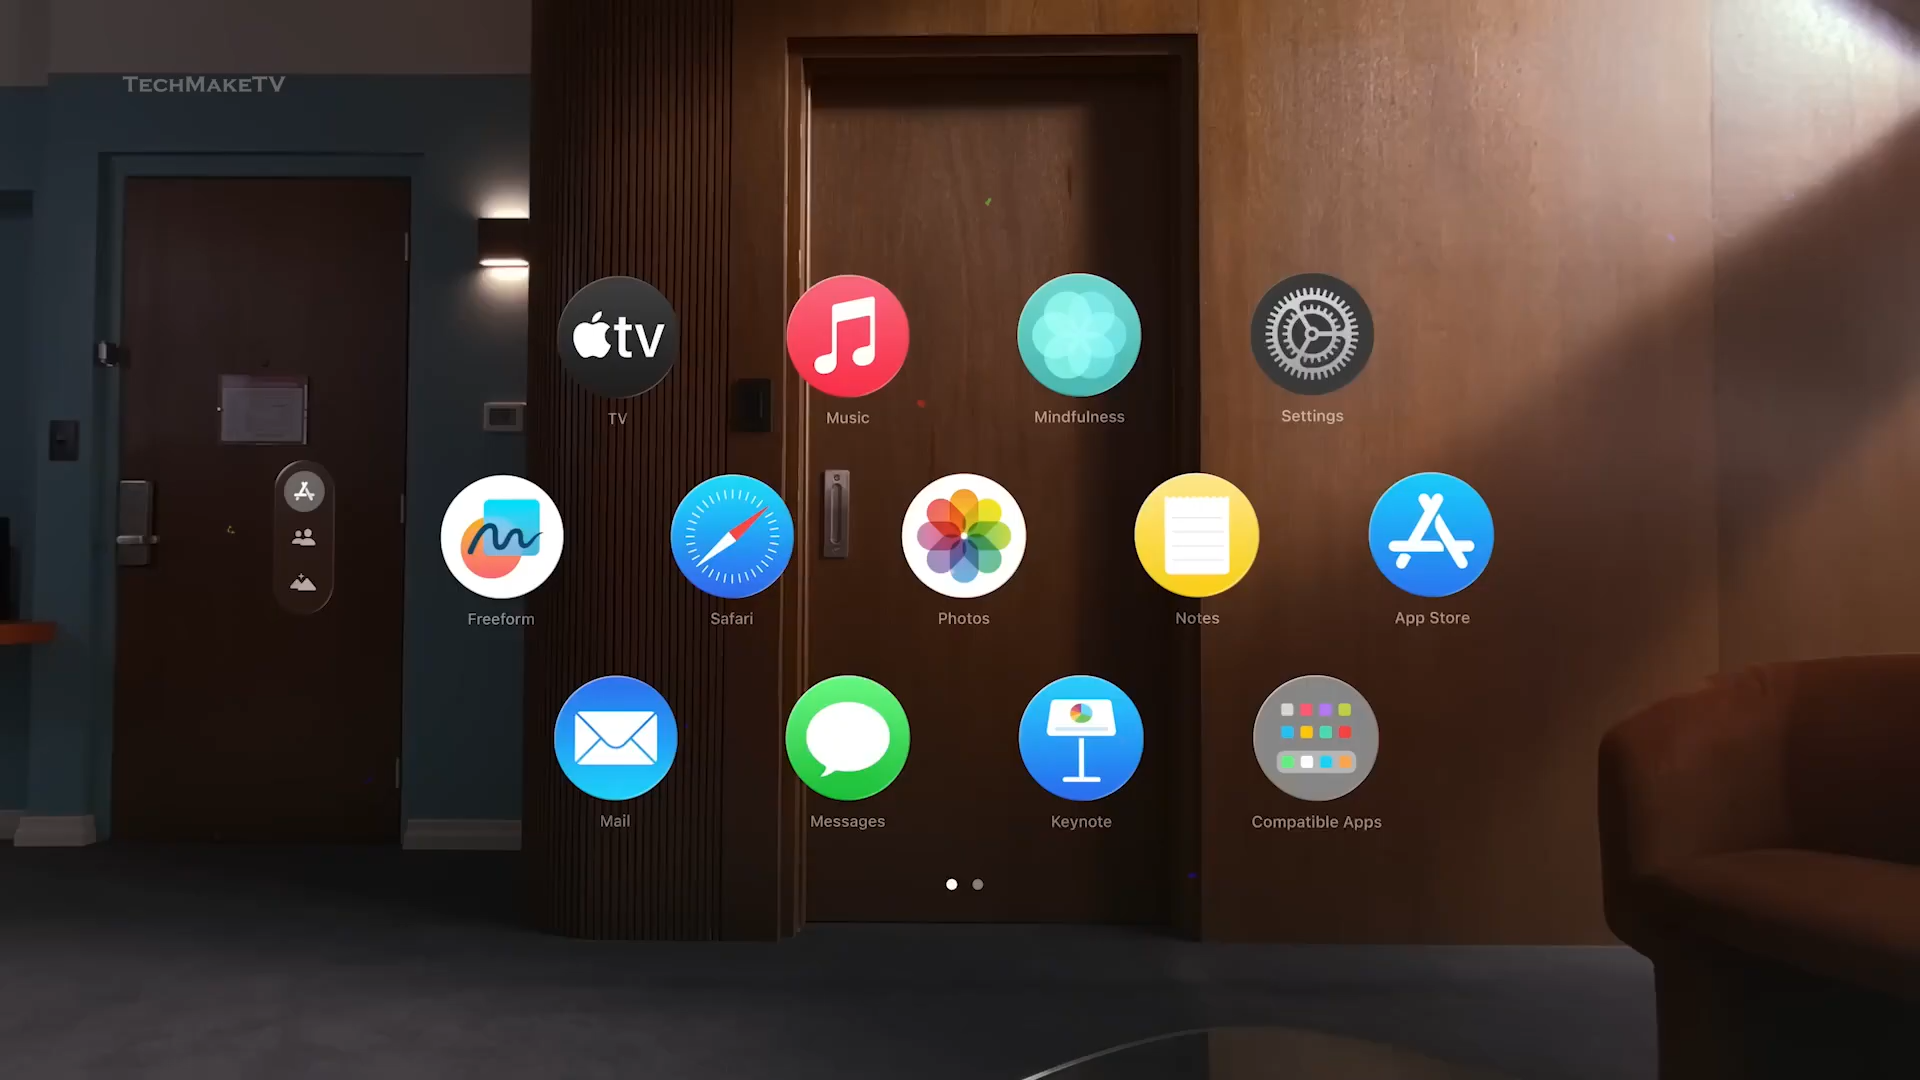 TECHMAKETV
tv
TV
Music
Mindfulness
Settings
Freeform
Safari
Photos
Notes
App Store
Mail
Messages
Keynote
Compatible Apps